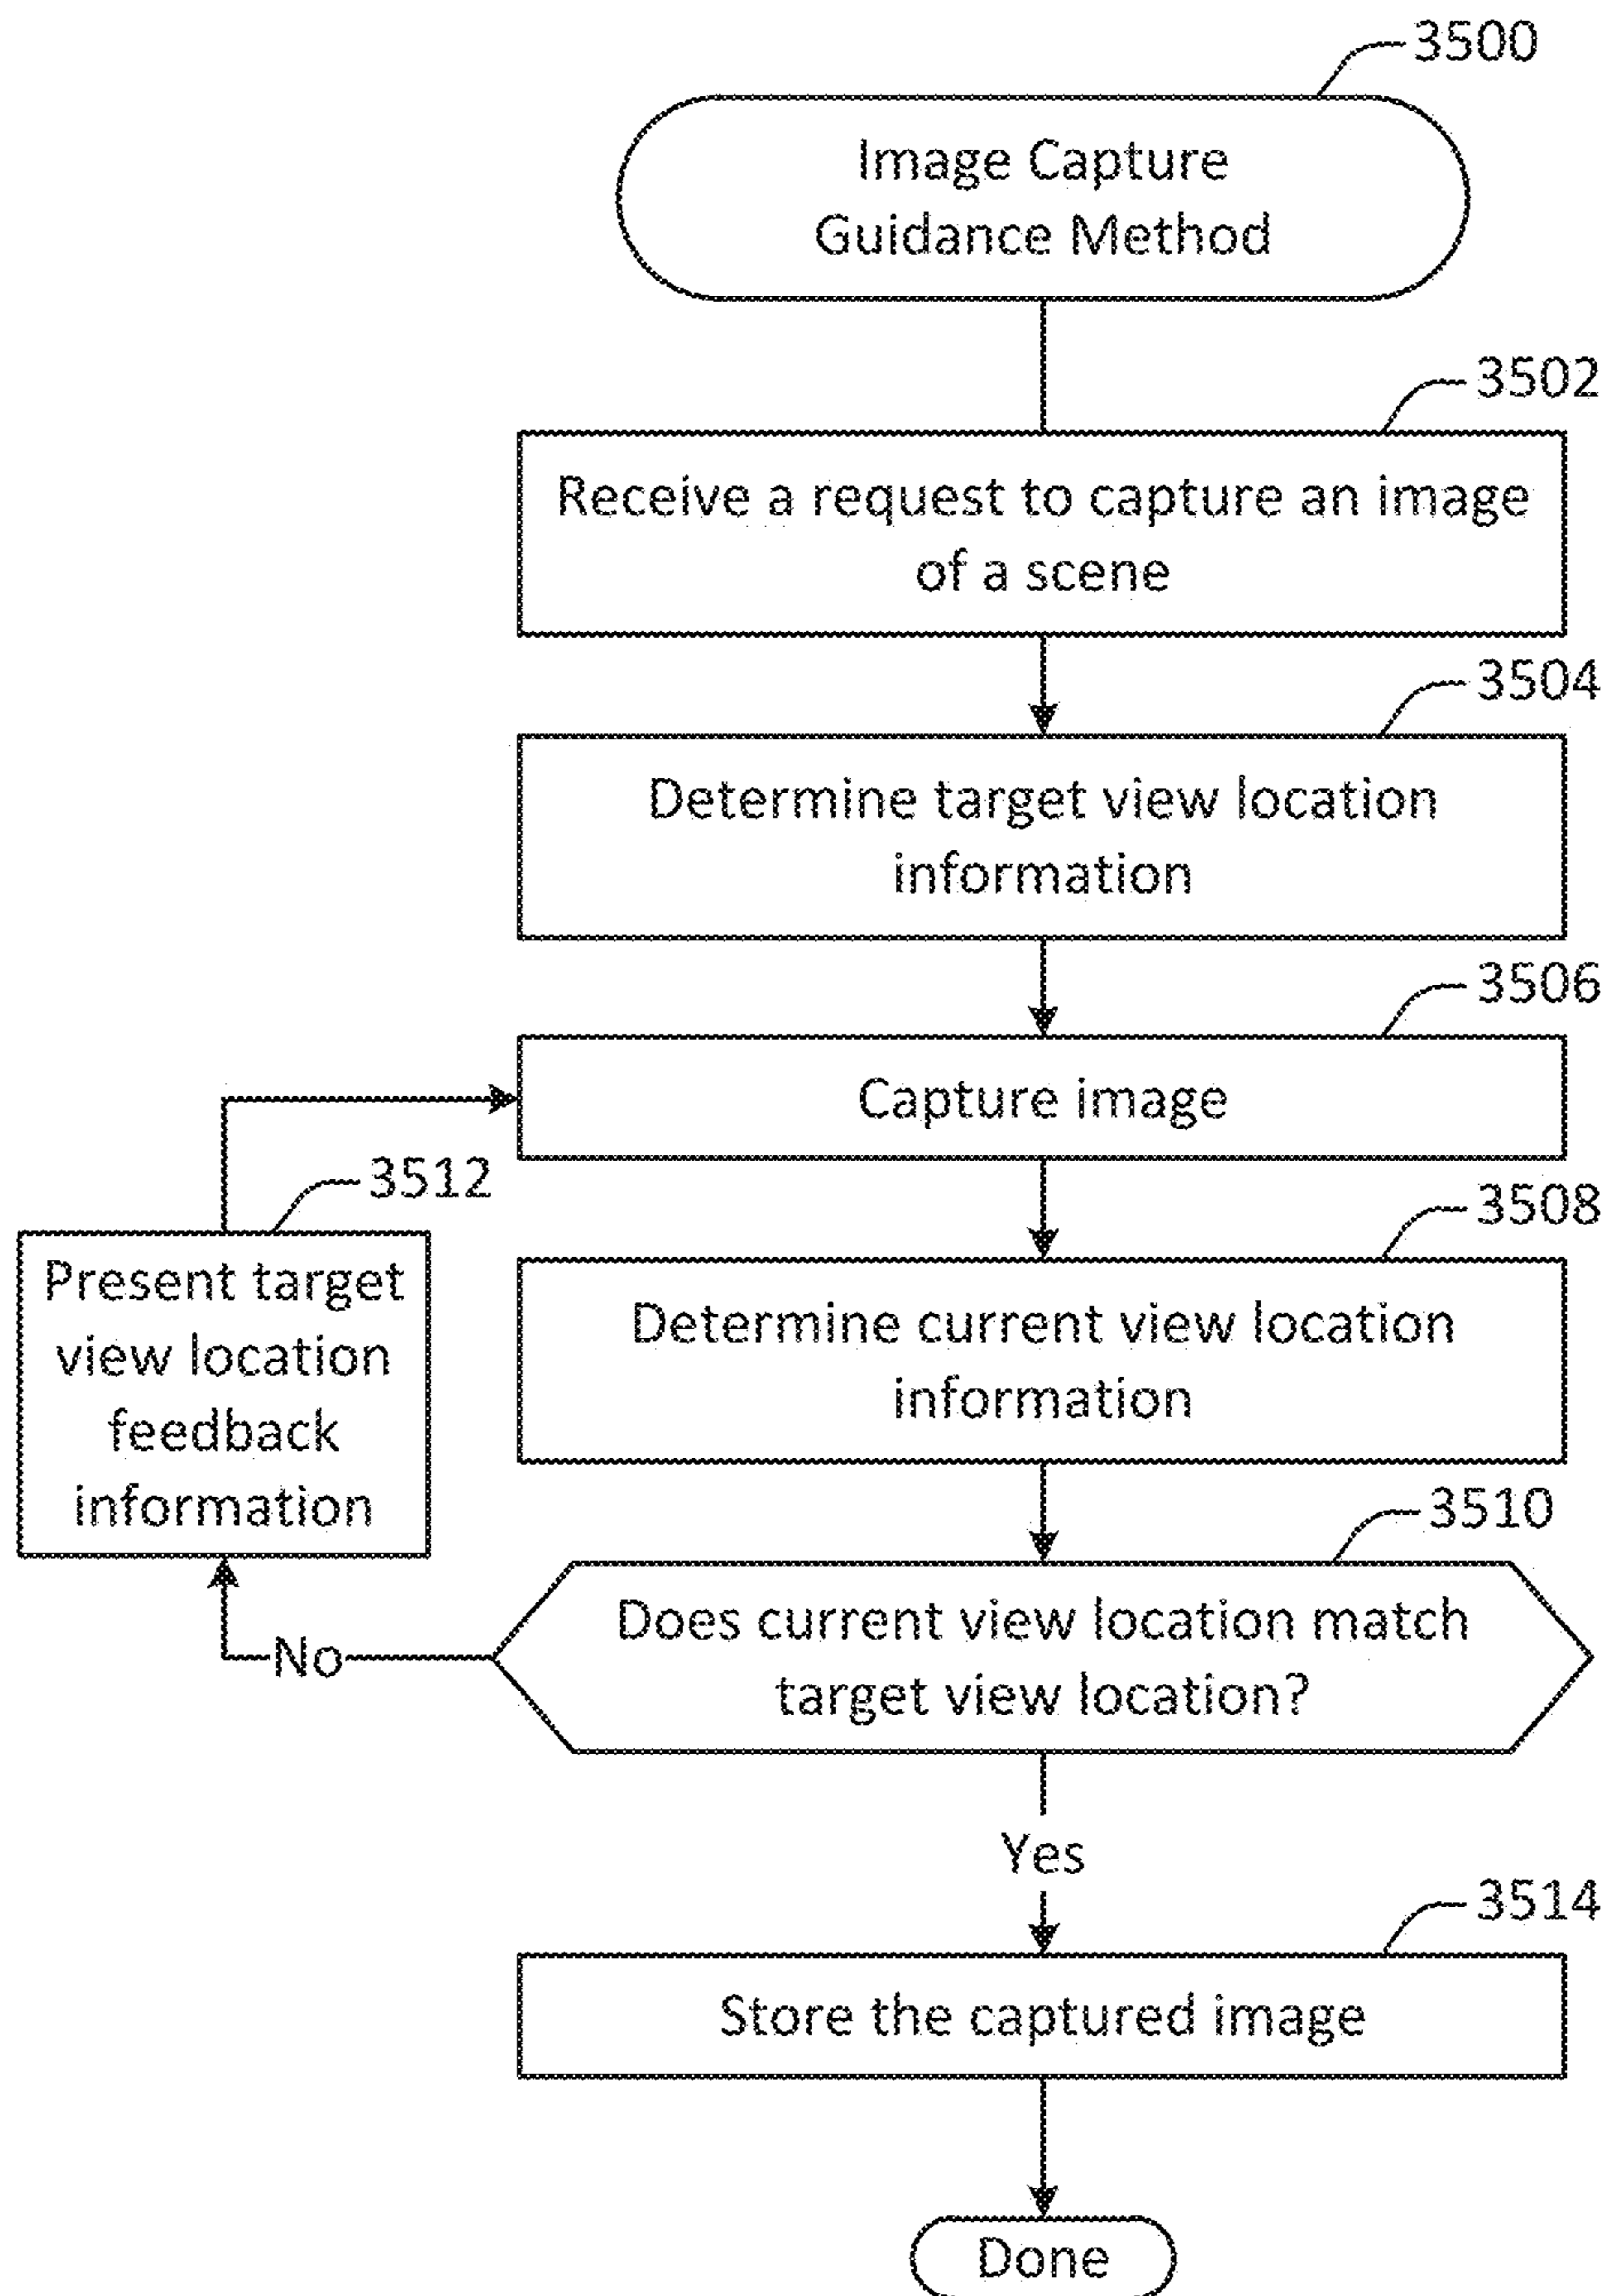 3500
Image Capture
Guidance Method
3502
Receive a request to capture an image
of a scene
3504
Determine target view location
information
3506
Capture image
3512
Present target
view location
feedback
information
3508
Determine current view location
information
3510
Does current view location match
target view location?
No
Yes
3514
Store the captured image
Done